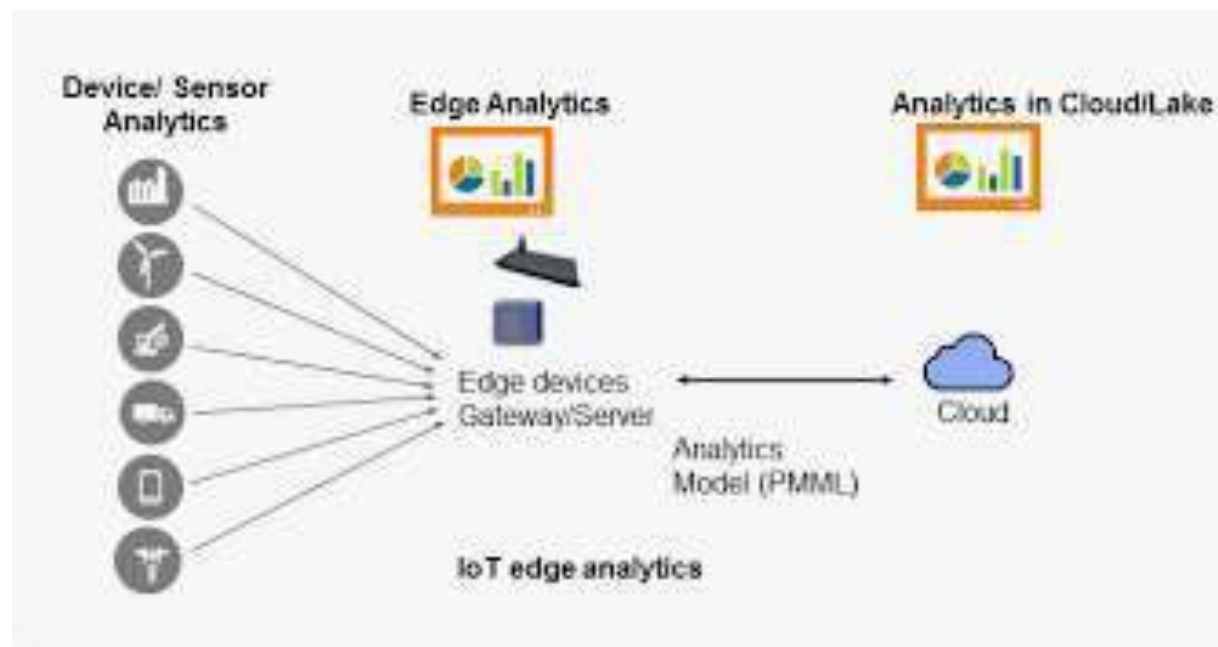 Device/ Sensor
Analytics
Edge Analytics
Analytics in Cloud/Lake
Edge devices
Gateway/Server
Cloud
Analytics
Model (PMML)
IoT edge analytics